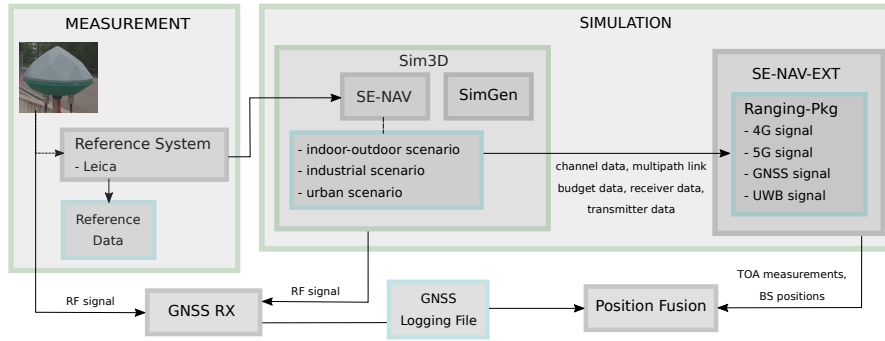 MEASUREMENT
Reference System
- Leica
Reference
Data
SIMULATION
Sim3D
SE-NAV
SimGen
- indoor-outdoor scenario
- industrial scenario
- urban scenario
channel data, multipath link
budget data, receiver data,
transmitter data
SE-NAV-EXT
Ranging-Pkg
- 4G signal
- 5G signal
- GNSS signal
- UWB signal
RF signal
GNSS RX
RF signal
GNSS
Logging File
Position Fusion
TOA measurements,
BS positions